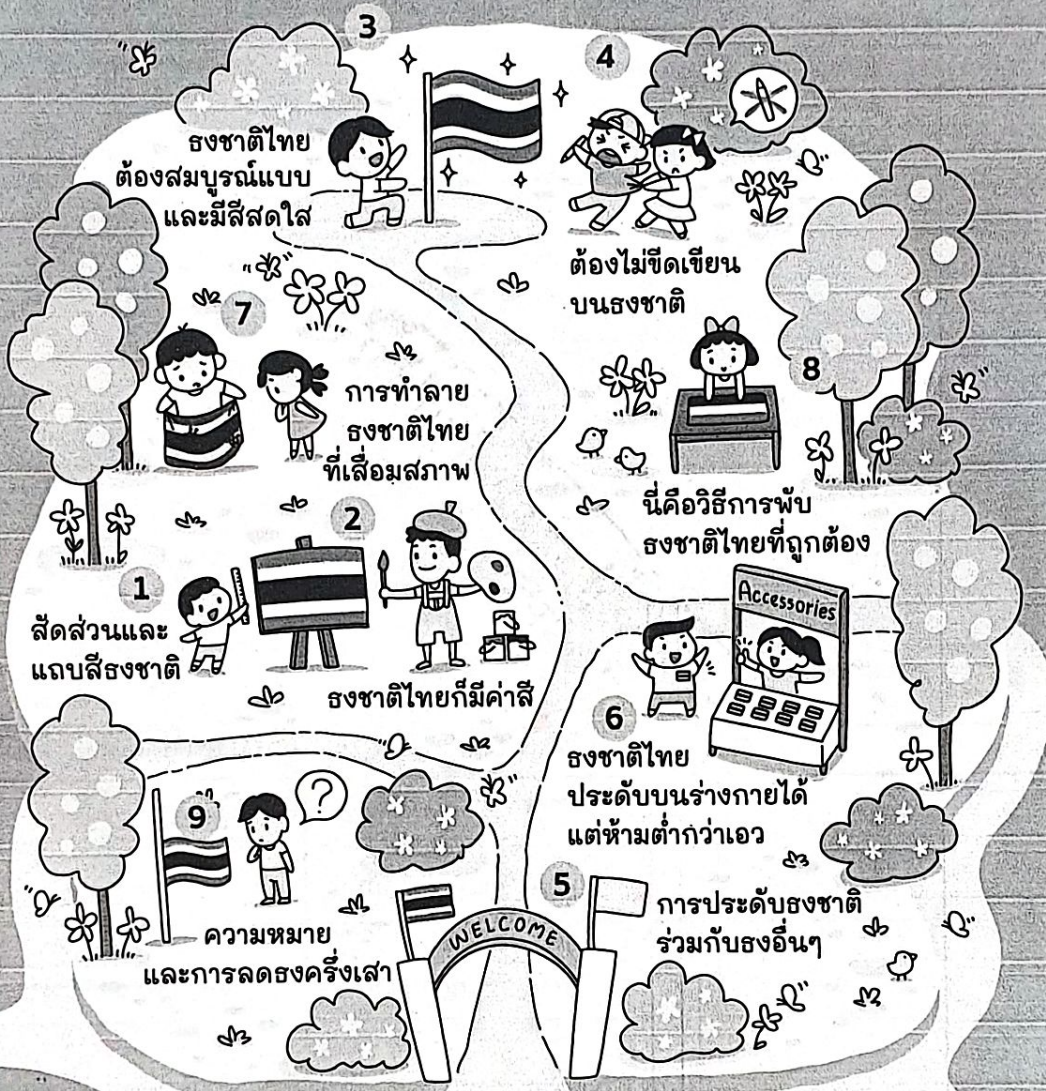 3
ธงชาติไทย
ต้องสมบูรณ์แบบ
และมีสีสดใส
4
ต้องไม่ขีดเขียน
บนธงชาติ
7
การทำลาย
ธงชาติไทย
ที่เสื่อมสภาพ
8
นี่คือวิธีการพับ
ธงชาติไทยที่ถูกต้อง
1
สัดส่วนและ
แถบสีธงชาติ
2
ธงชาติไทยก็มีค่าสี
Accessories
6
ธงชาติไทย
ประดับบนร่างกายได้
แต่ห้ามต่ำกว่าเอว
9
?
ความหมาย
และการลดธงครึ่งเสา
WELCOME
5
การประดับธงชาติ
ร่วมกับธงอื่นๆ